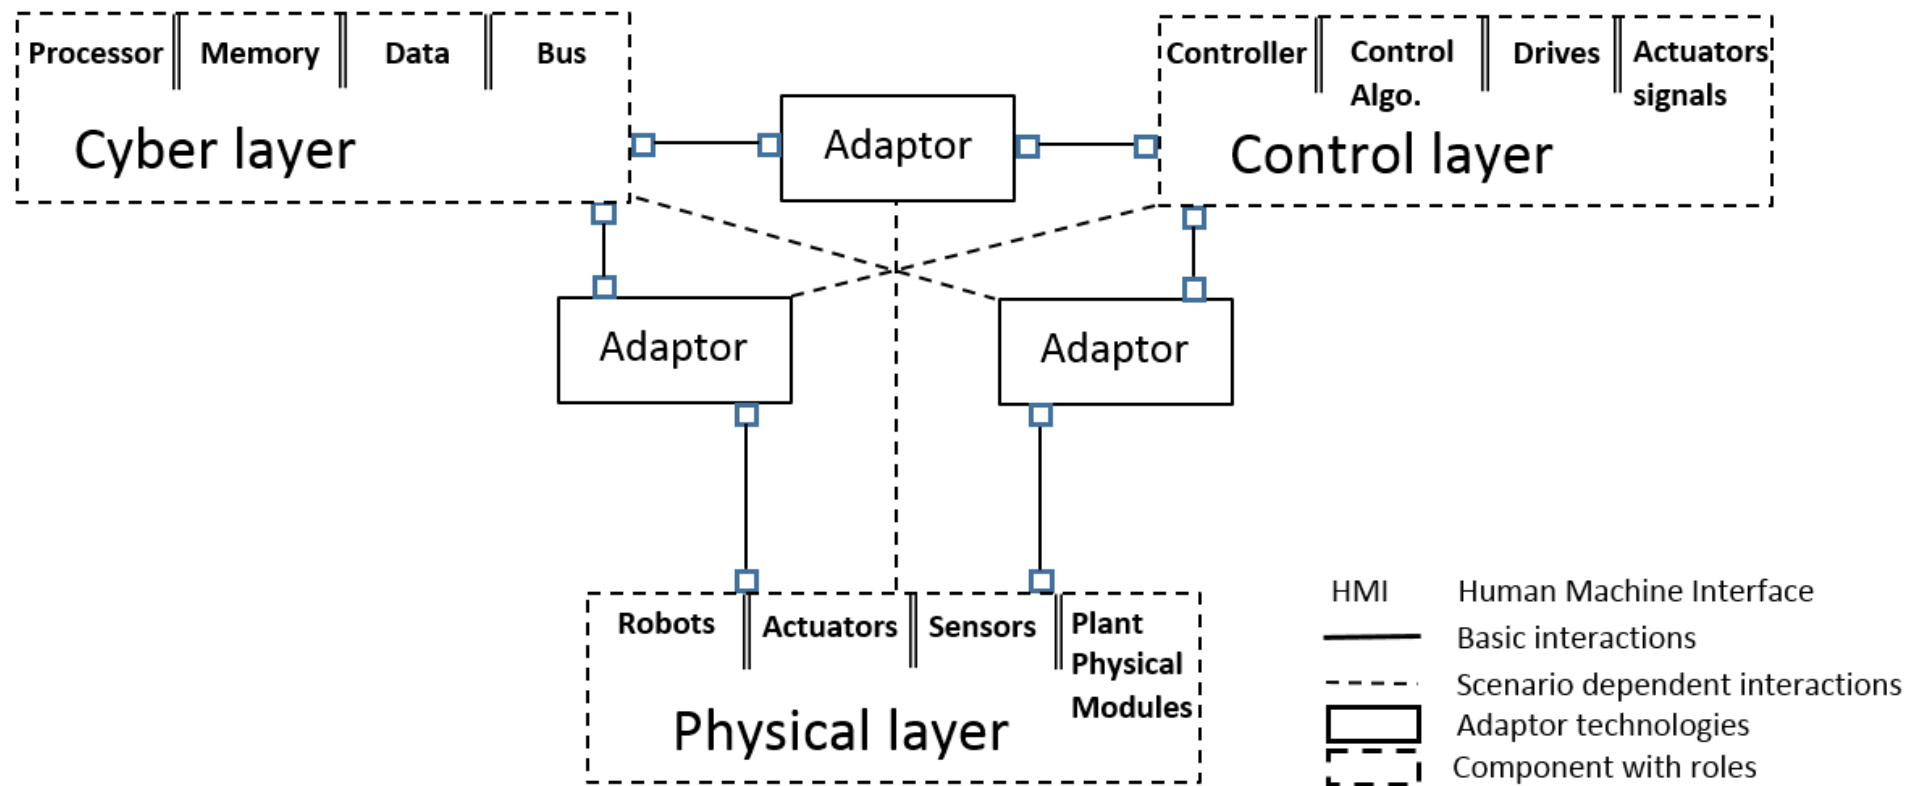 Processor Memory Data Bus
Cyber layer
Adaptor
Controller Control Drives Actuators
Algo. signals
Control layer
Adaptor Adaptor
Robots Actuators Sensors Plant
Physical
Modules
Physical layer
HMI Human Machine Interface
Basic interactions
Scenario dependent interactions
Adaptor technologies
Component with roles